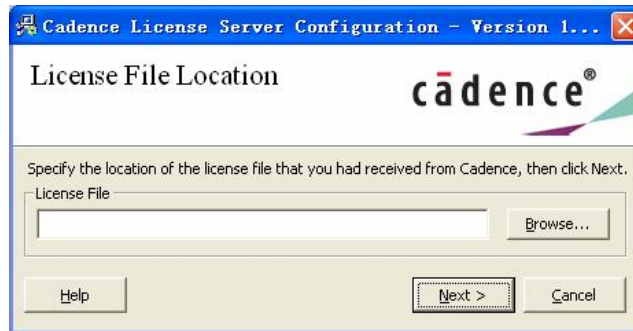 Cadence License Server Configuration - Version 1...
License File Location
cādence®
Specify the location of the license file that you had received from Cadence, then click Next.
License File
Browse...
Help
Next >
Cancel